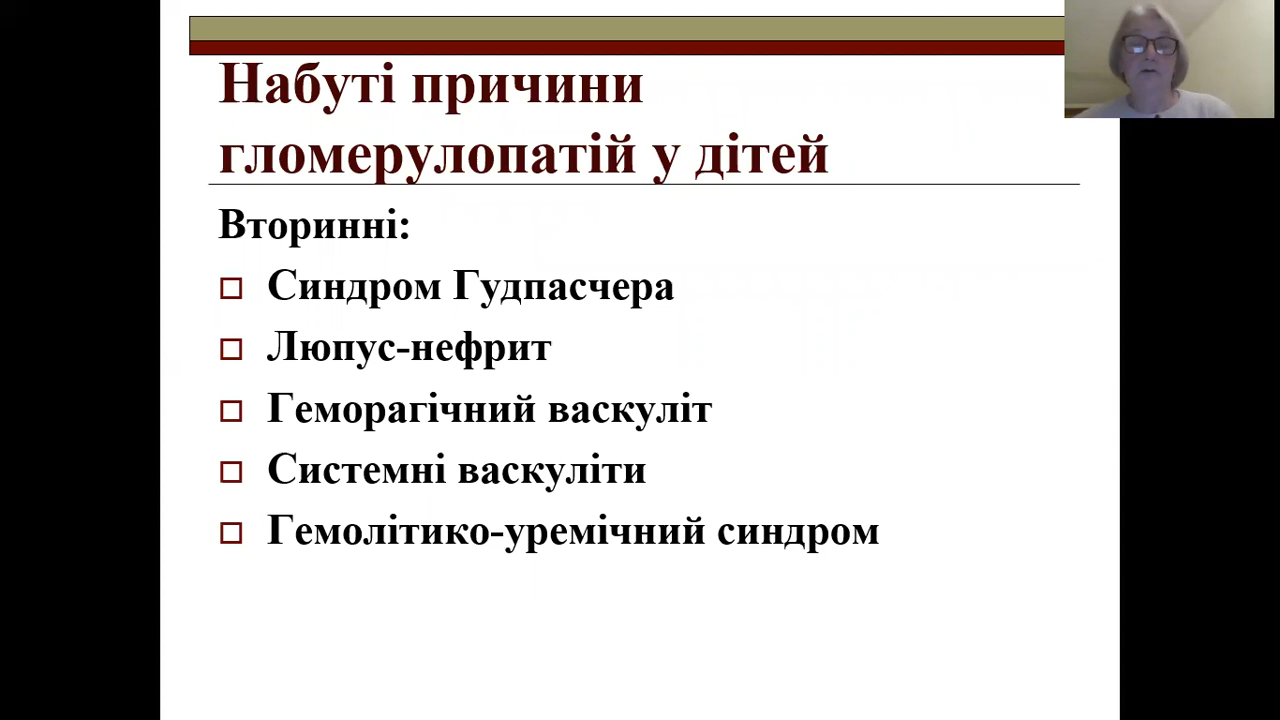 Набуті причини
гломерулопатій у дітей
Вторинні:
Синдром Гудпасчера
Люпус-нефрит
Геморагічний васкуліт
Системні васкуліти
Гемолітико-уремічний синдром